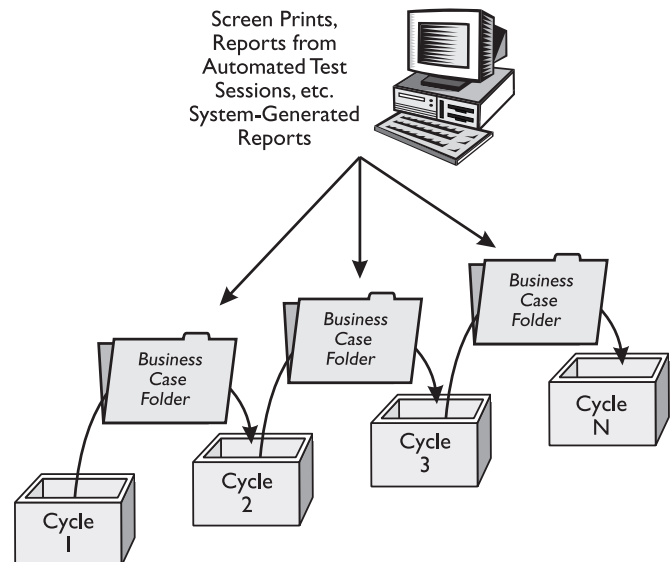 Screen Prints,
Reports from
Automated Test
Sessions, etc.
System-Generated
Reports
Business
Case
Folder
Business
Case
Folder
Business
Case
Folder
Cycle
1
Cycle
2
Cycle
3
Cycle
N